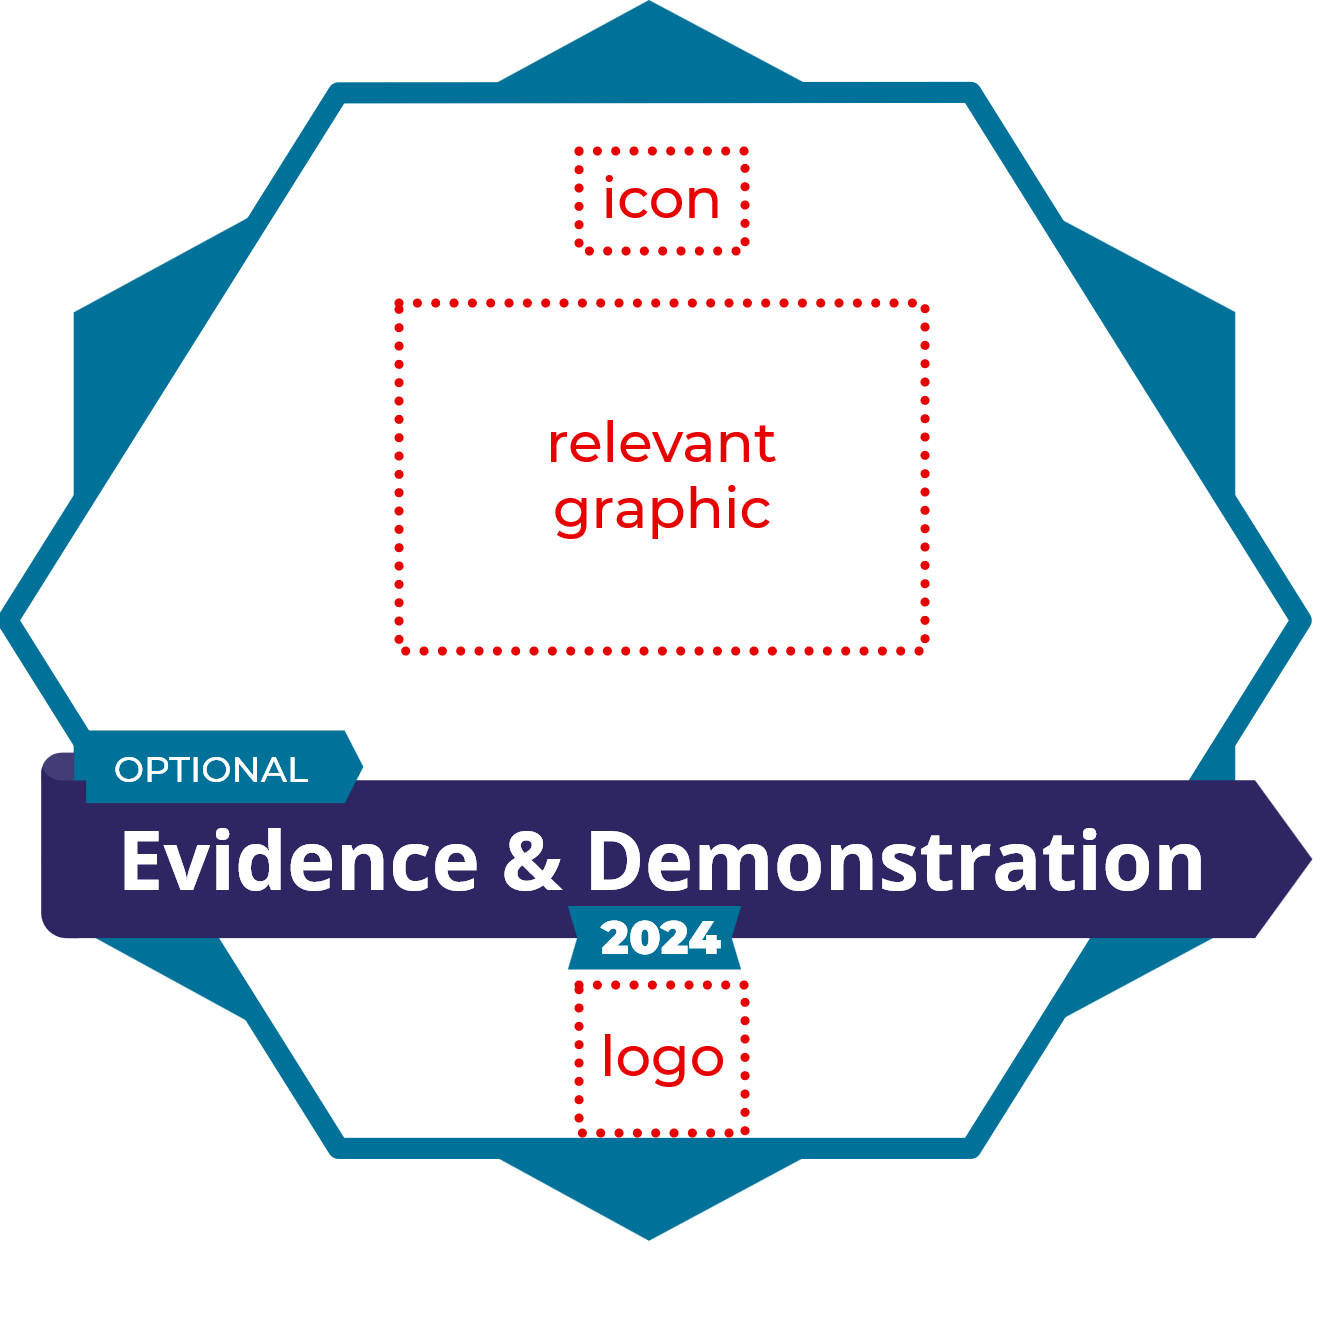 icon
relevant
graphic
OPTIONAL
Evidence & Demonstration
2024
logo